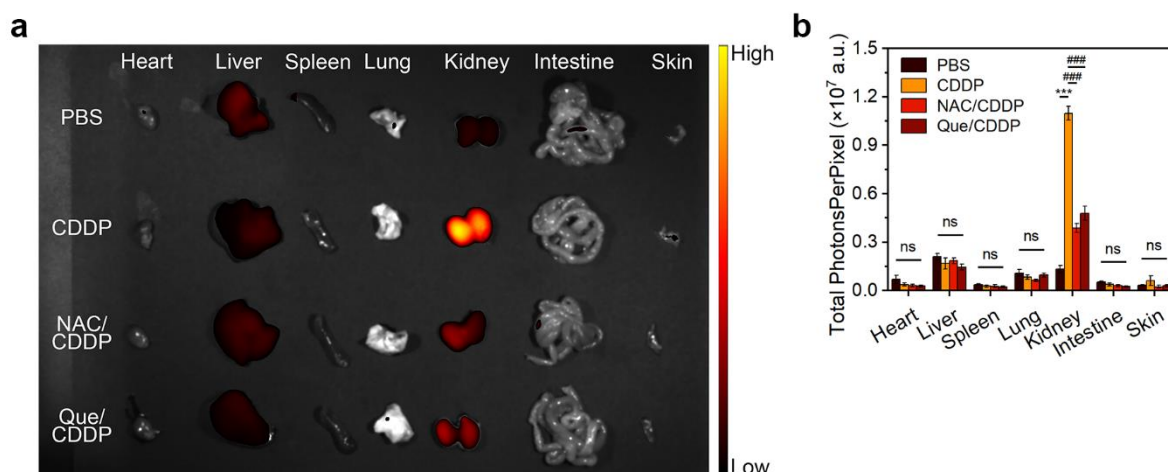 a
Heart Liver Spleen Lung Kidney Intestine Skin
PBS
CDDP
NAC/
CDDP
Que/
CDDP
High
Low
b
Total PhotonsPerPixel (×10⁷ a.u.)
1.5
1.2
0.9
0.6
0.3
0.0
PBS
CDDP
NAC/CDDP
Que/CDDP
###
###
***
ns
ns
ns
ns
ns
ns
Heart Liver Spleen Lung Kidney Intestine Skin